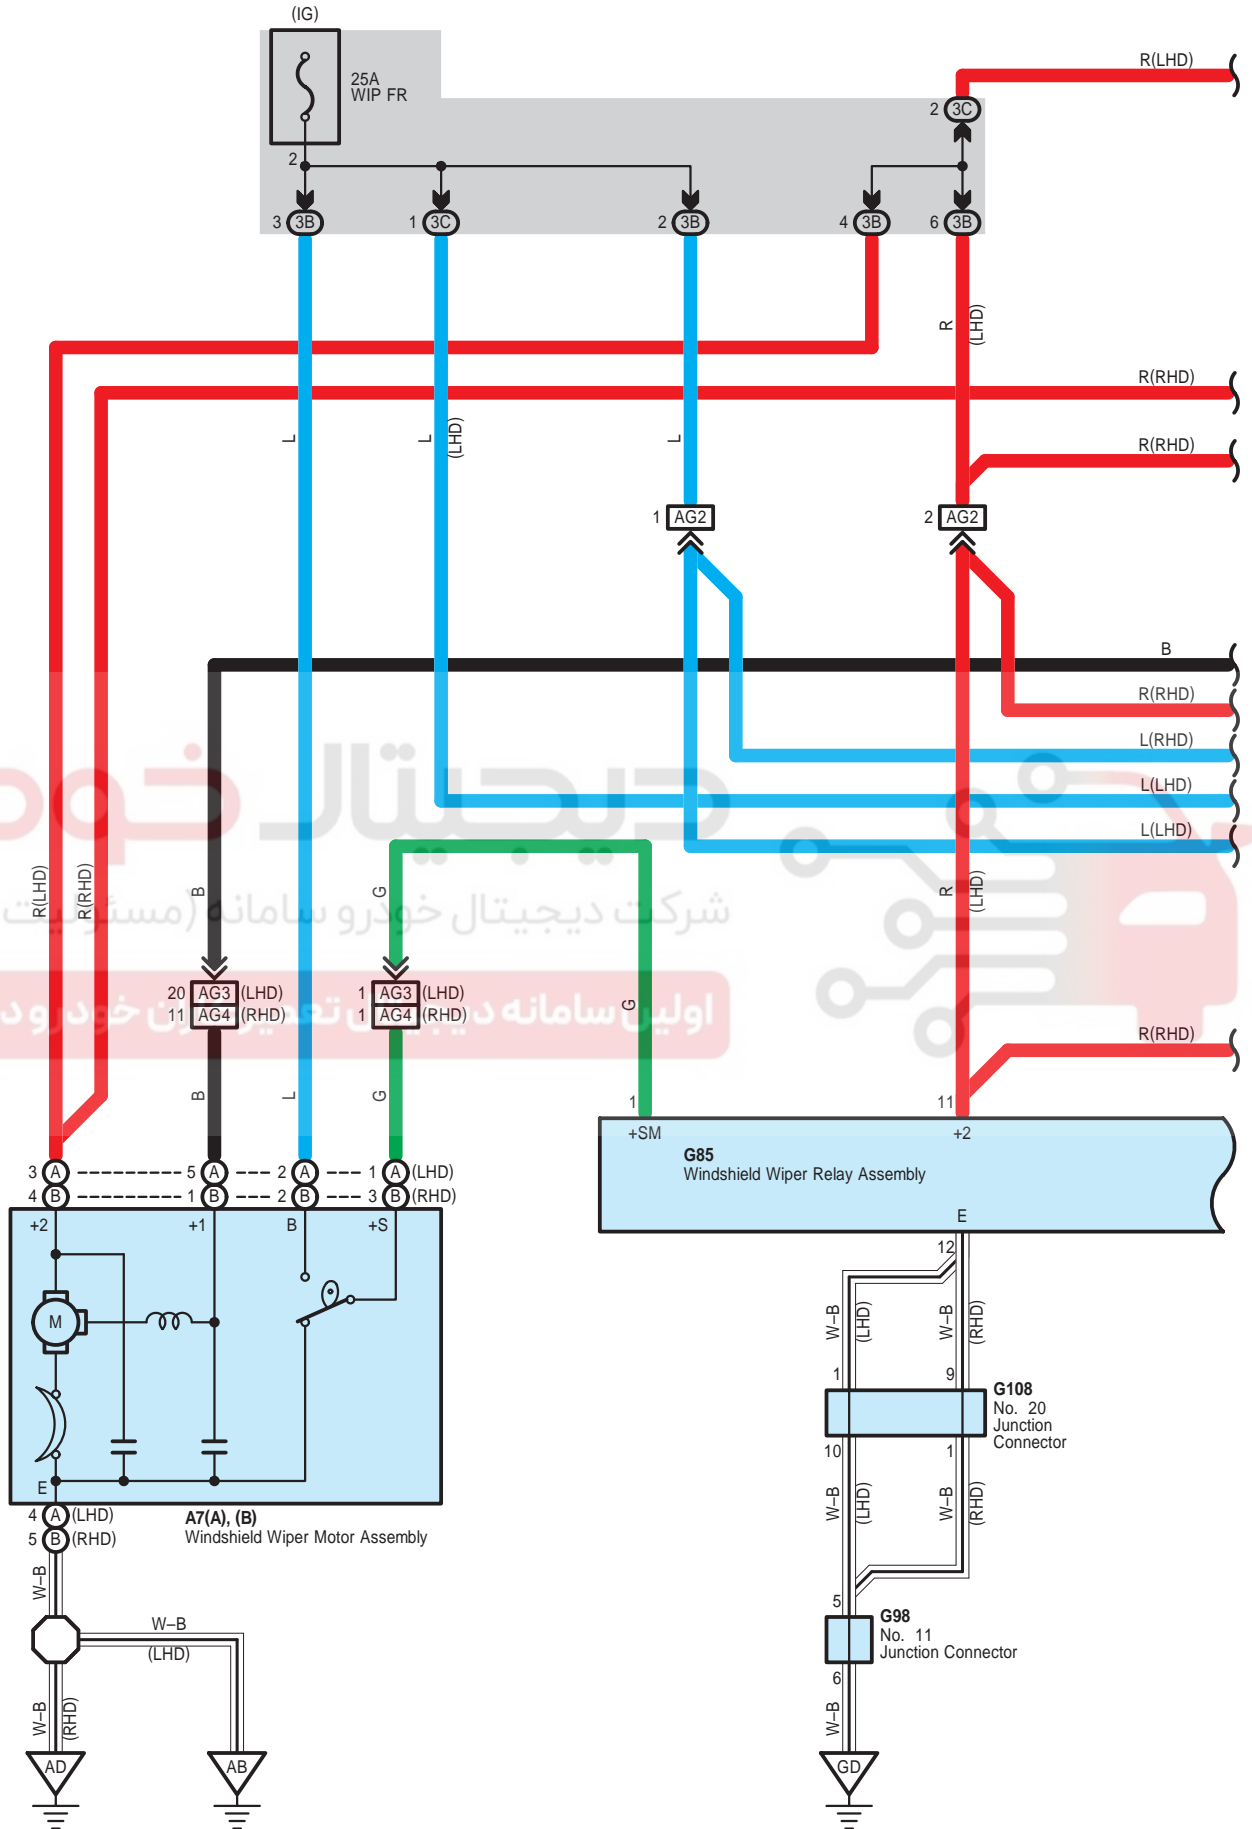 (IG)
25A
WIP FR
2
R(LHD)
2 3C
3 3B
1 3C
2 3B
4 3B
6 3B
R
(LHD)
R(RHD)
L
L
(LHD)
L
R(RHD)
1 AG2
2 AG2
B
R(RHD)
L(RHD)
L(LHD)
L(LHD)
دیجیتال خود
R(LHD)
R(RHD)
B
G
R
(LHD)
شرکت دیجیتال خودرو سامانه (مسئولیت
20 AG3 (LHD)
11 AG4 (RHD)
1 AG3 (LHD)
1 AG4 (RHD)
G
اولین سامانه دیجیتال تعمیرکاران خودرو د
R(RHD)
B
L
G
1
11
+SM
+2
G85
Windshield Wiper Relay Assembly
E
3 A 5 A 2 A 1 A (LHD)
4 B 1 B 2 B 3 B (RHD)
+2
+1
B
+S
M
E
12
W–B
(LHD)
W–B
(RHD)
1
9
G108
No. 20
Junction
Connector
10
1
W–B
(LHD)
W–B
(RHD)
4 A (LHD)
5 B (RHD)
A7(A), (B)
Windshield Wiper Motor Assembly
W–B
W–B
(LHD)
W–B
(RHD)
AD
AB
5
G98
No. 11
Junction Connector
6
W–B
GD